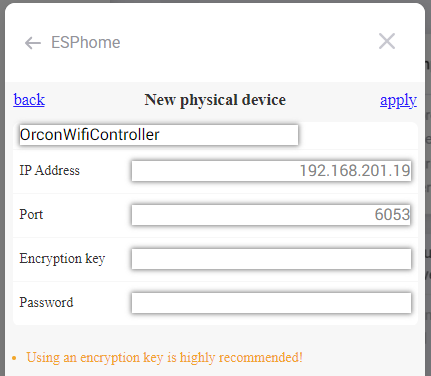 ESPhome
back New physical device apply
OrconWifiController
IP Address 192.168.201.19
Port 6053
Encryption key
Password
Using an encryption key is highly recommended!